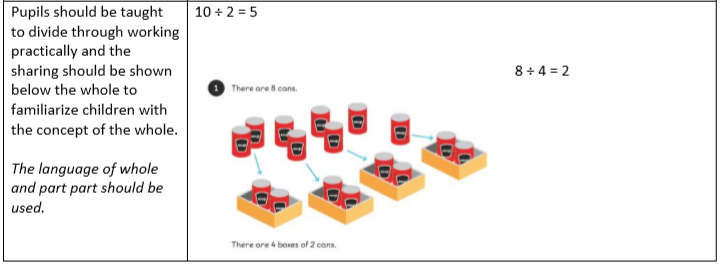 Pupils should be taught
to divide through working
practically and the
sharing should be shown
below the whole to
familiarize children with
the concept of the whole.
The language of whole
and part part should be
used.
10 ÷ 2 = 5
8 ÷ 4 = 2
1 There are 8 cans.
There are 4 boxes of 2 cans.